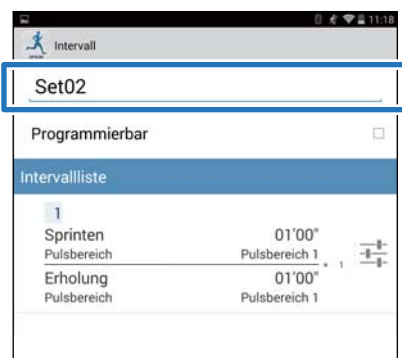 11:18
Intervall
EPSON
Set02
Programmierbar
Intervallliste
1
Sprinten 01'00"
Pulsbereich Pulsbereich 1
× 1
Erholung 01'00"
Pulsbereich Pulsbereich 1